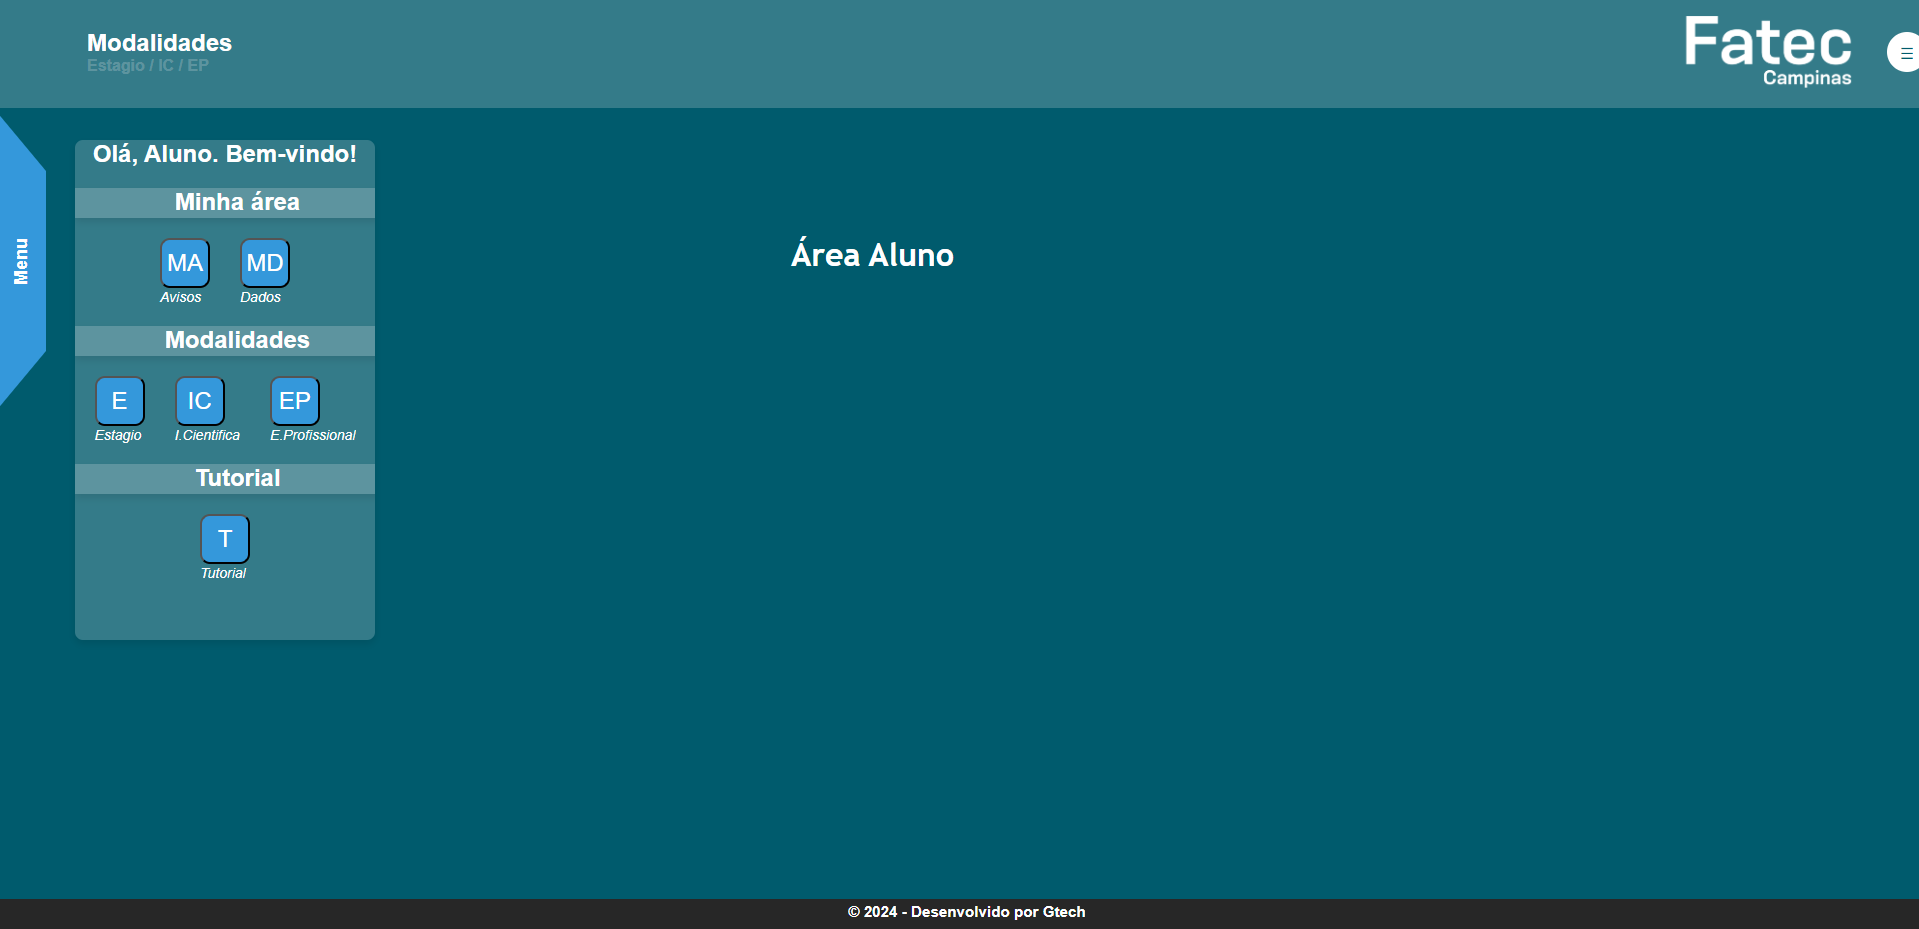 Modalidades
Estagio / IC / EP
Fatec
Campinas
Menu
Olá, Aluno. Bem-vindo!
Minha área
MA MD
Avisos Dados
Modalidades
E IC EP
Estagio I.Cientifica E.Profissional
Tutorial
T
Tutorial
Área Aluno
© 2024 - Desenvolvido por Gtech